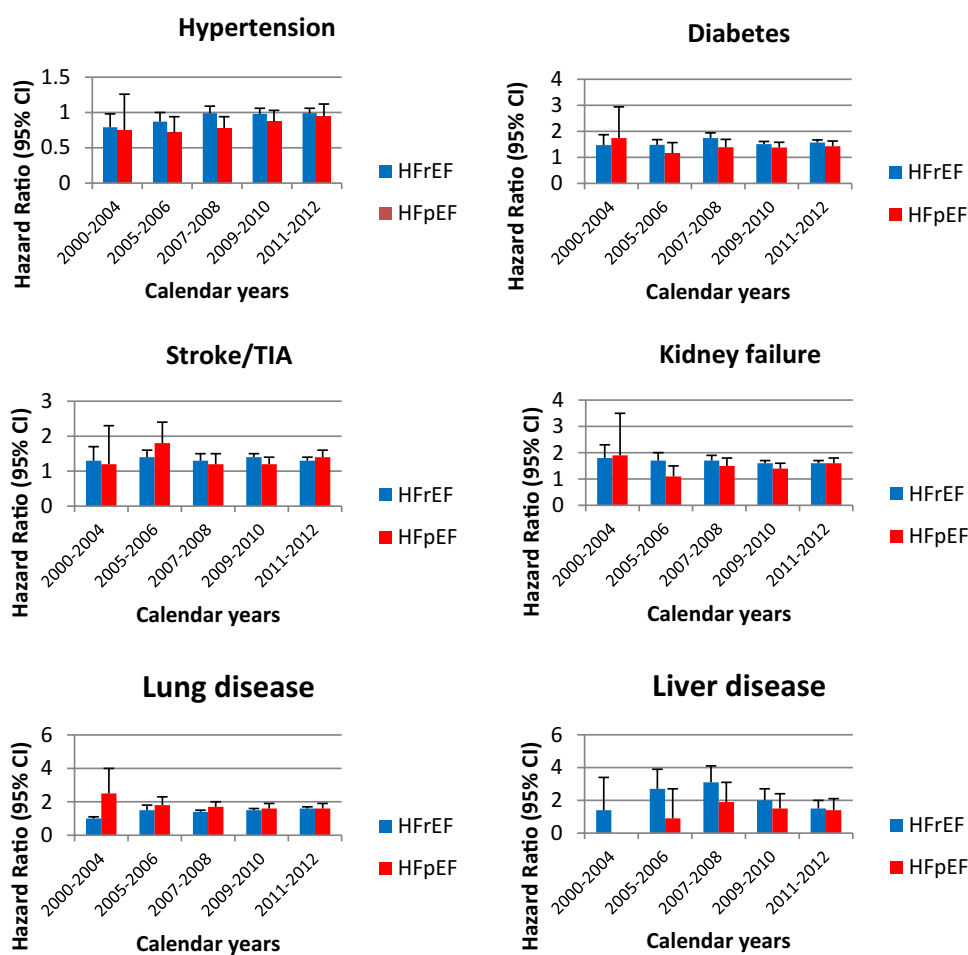 Hypertension
Hazard Ratio (95% CI)
1.5
1
0.5
0
2000-2004
2005-2006
2007-2008
2009-2010
2011-2012
Calendar years
HFrEF
HFpEF
Diabetes
Hazard Ratio (95% CI)
4
3
2
1
0
2000-2004
2005-2006
2007-2008
2009-2010
2011-2012
Calendar years
HFrEF
HFpEF
Stroke/TIA
Hazard Ratio (95% CI)
3
2
1
0
2000-2004
2005-2006
2007-2008
2009-2010
2011-2012
Calendar years
HFrEF
HFpEF
Kidney failure
Hazard Ratio (95% CI)
4
3
2
1
0
2000-2004
2005-2006
2007-2008
2009-2010
2011-2012
Calendar years
HFrEF
HFpEF
Lung disease
Hazard Ratio (95% CI)
6
4
2
0
2000-2004
2005-2006
2007-2008
2009-2010
2011-2012
Calendar years
HFrEF
HFpEF
Liver disease
Hazard Ratio (95% CI)
6
4
2
0
2000-2004
2005-2006
2007-2008
2009-2010
2011-2012
Calendar years
HFrEF
HFpEF